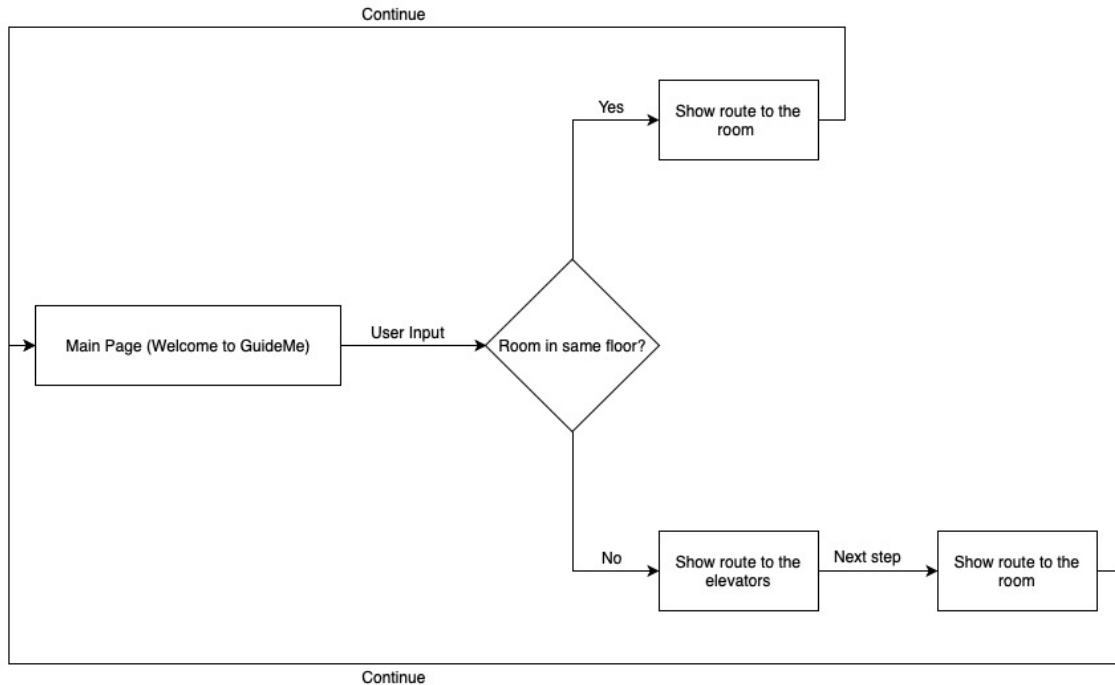 Continue
Show route to the
room
Yes
Main Page (Welcome to GuideMe)
User Input
Room in same floor?
No
Show route to the
elevators
Next step
Show route to the
room
Continue